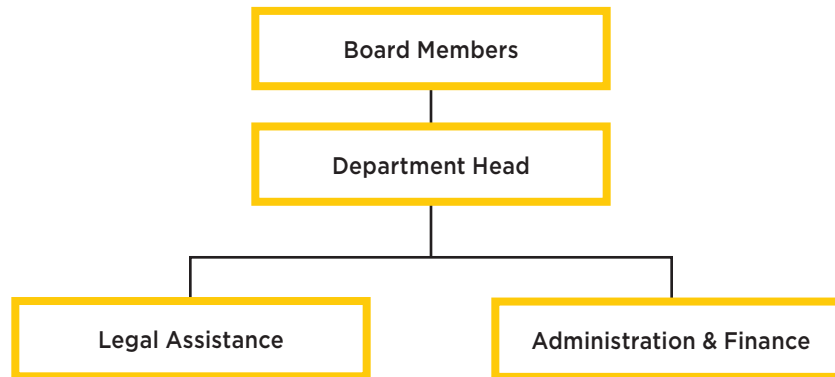 Board Members
Department Head
Legal Assistance
Administration & Finance